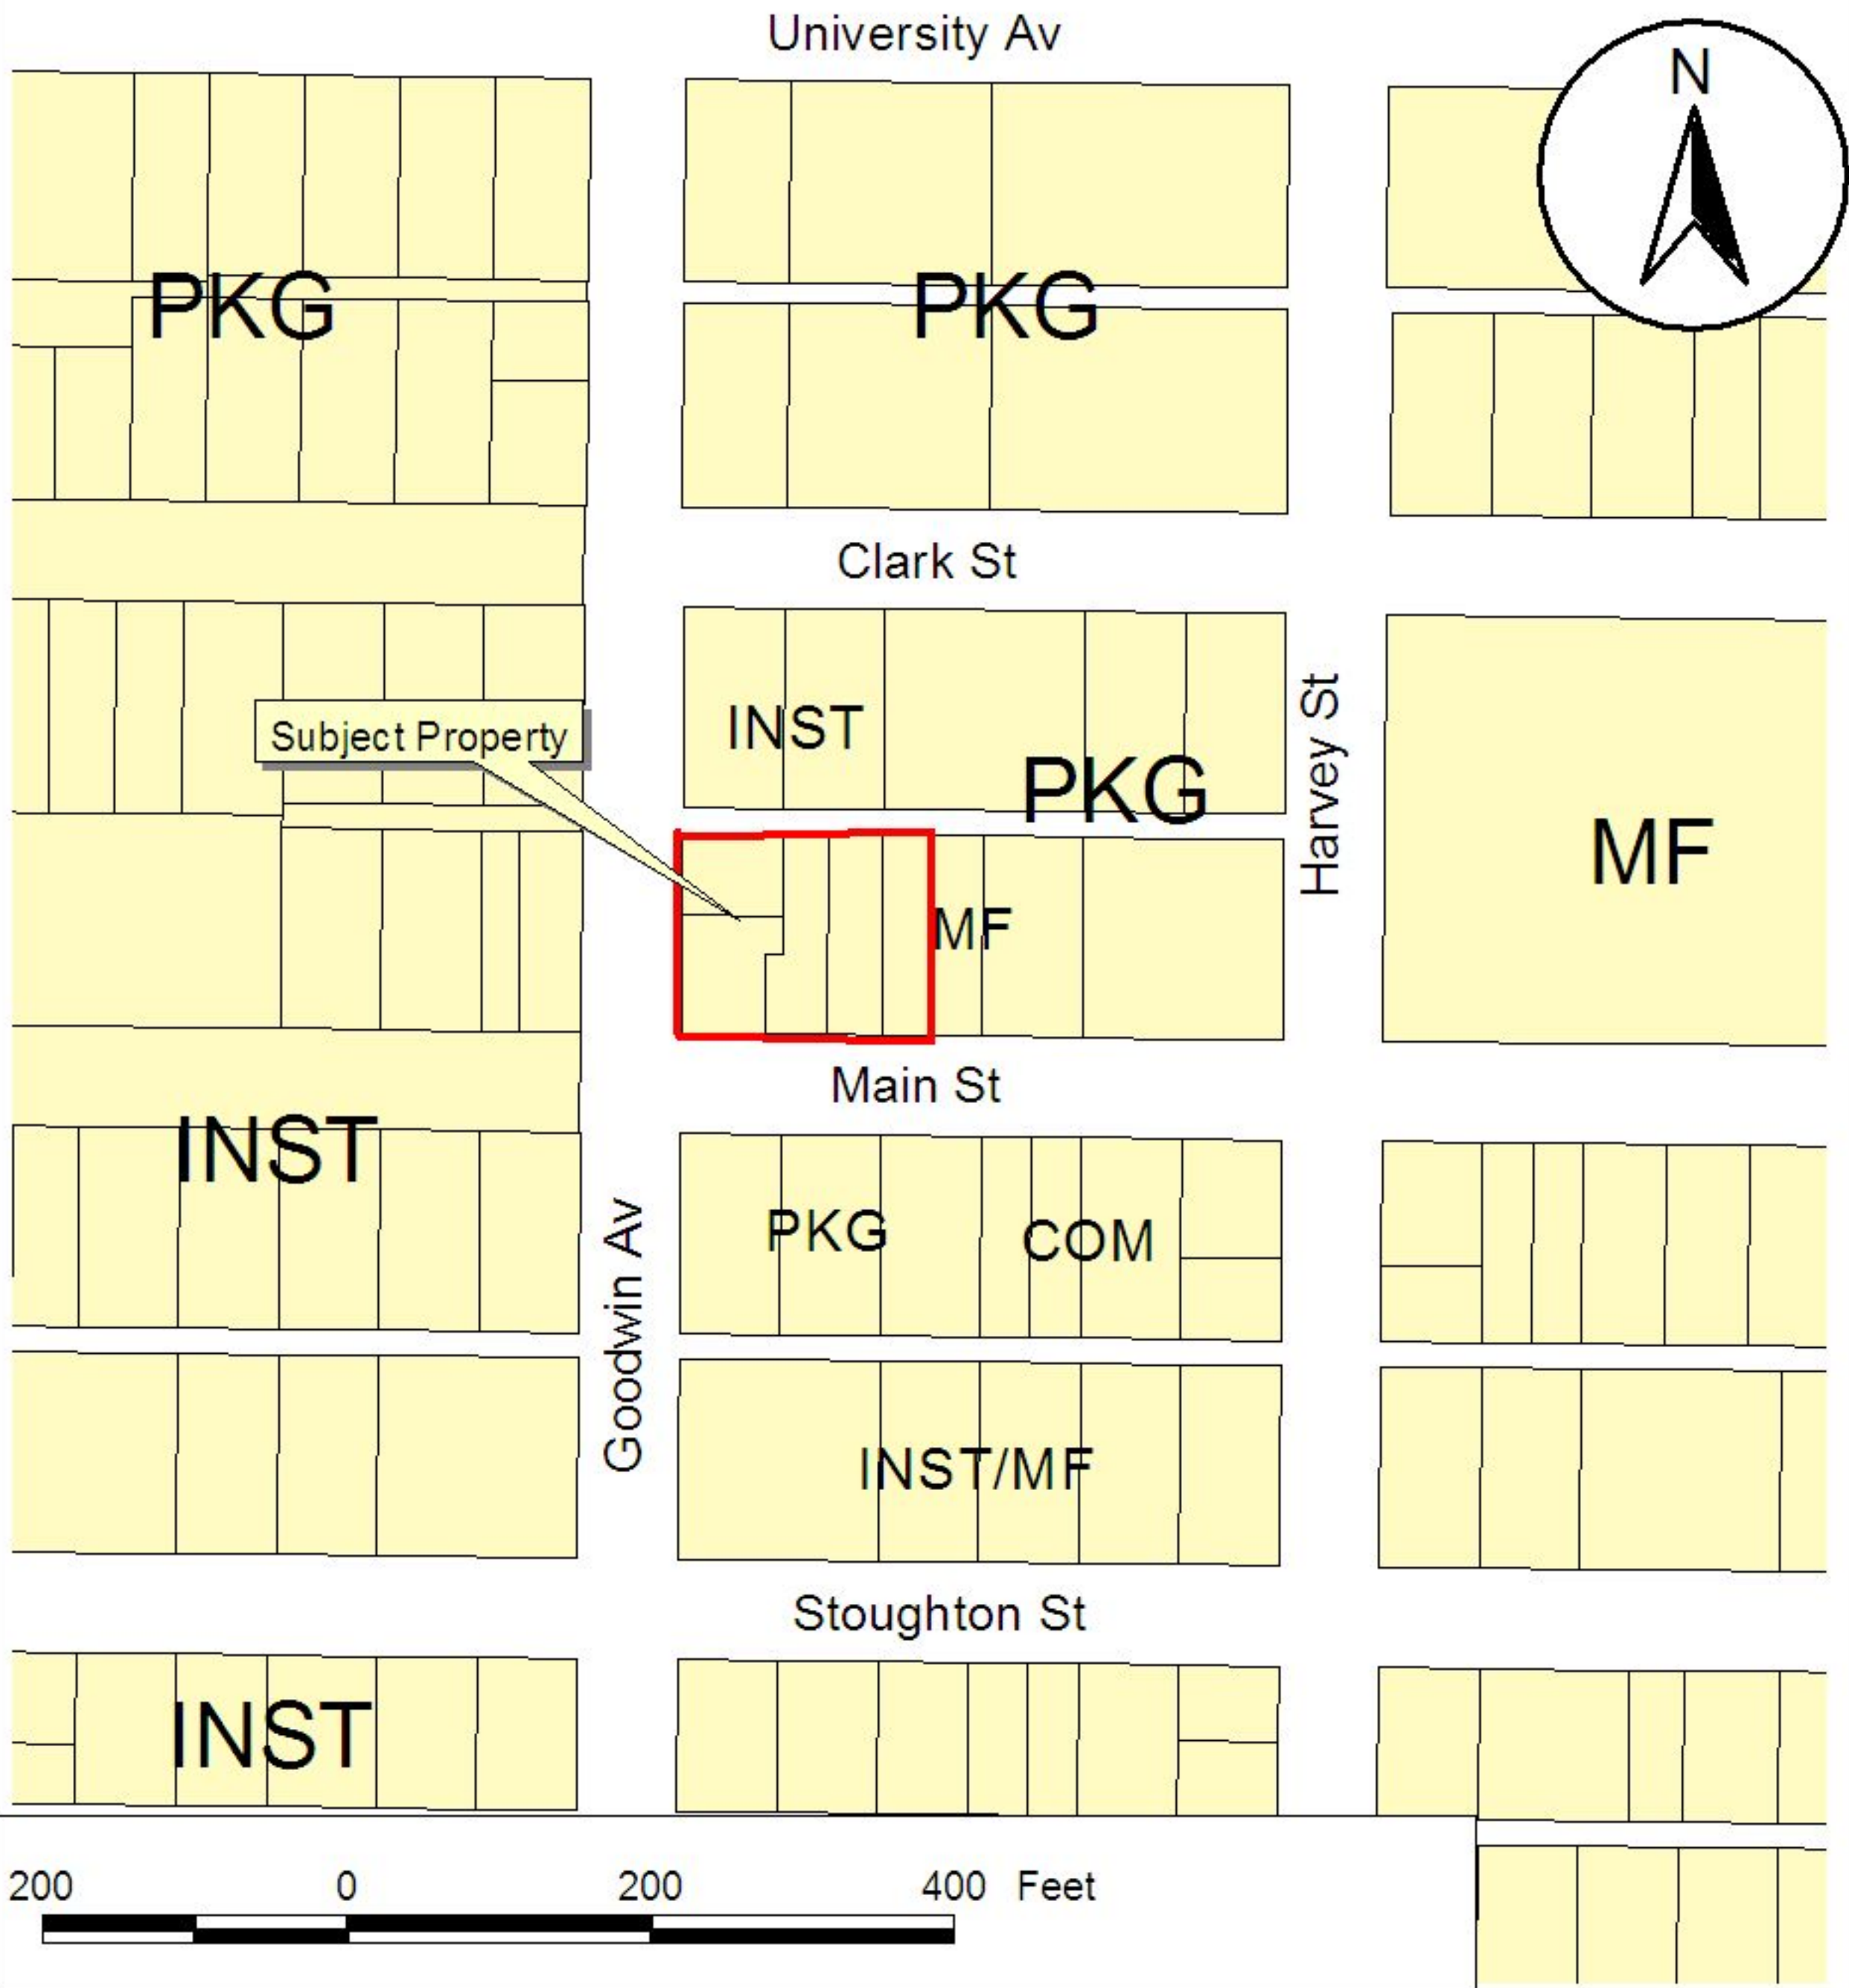 University Av
N
PKG
PKG
Clark St
Subject Property
INST
PKG
Harvey St
MF
MF
Main St
INST
PKG
COM
Goodwin Av
INST/MF
Stoughton St
INST
200 0 200 400 Feet